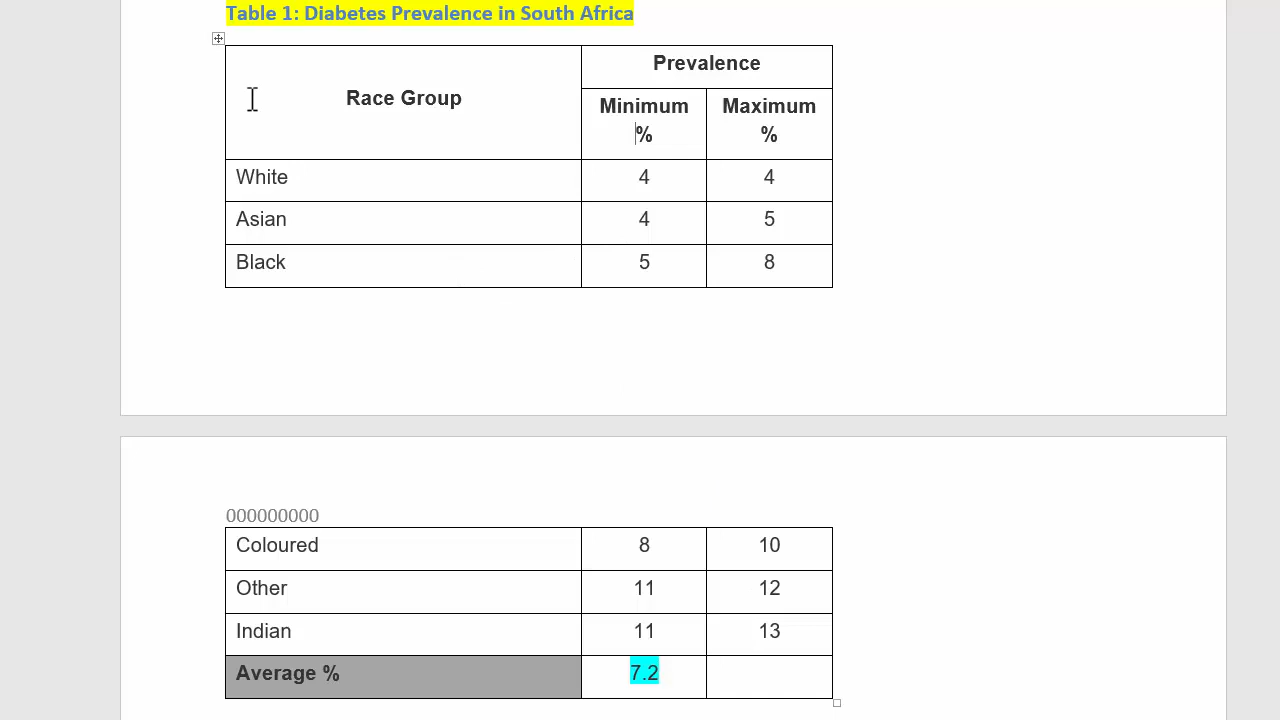 Table 1: Diabetes Prevalence in South Africa
Race Group
Prevalence
Minimum %
Maximum %
White 4 4
Asian 4 5
Black 5 8
000000000
Coloured 8 10
Other 11 12
Indian 11 13
Average % 7.2